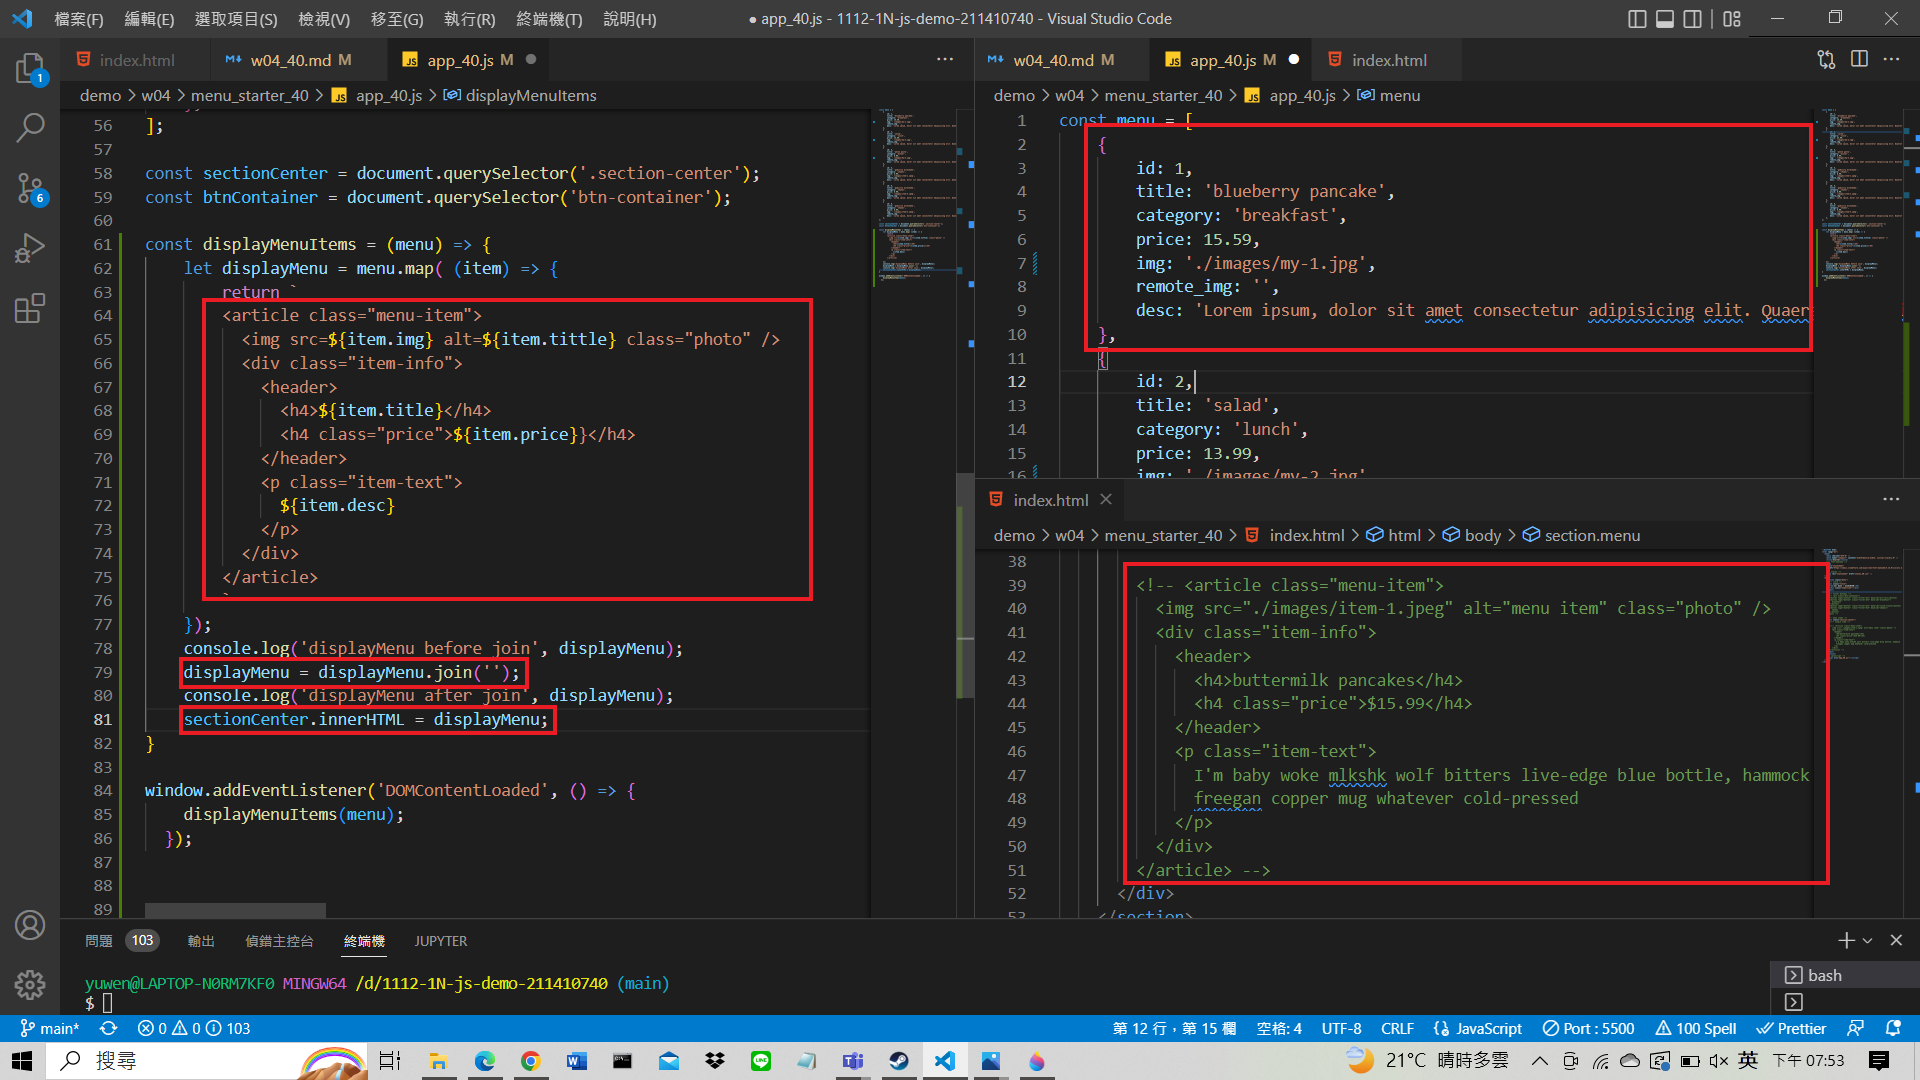 檔案(F) 編輯(E) 選取項目(S) 檢視(V) 移至(G) 執行(R) 終端機(T) 說明(H) ● app_40.js - 1112-1N-js-demo-211410740 - Visual Studio Code
index.html w04_40.md M app_40.js M
demo > w04 > menu_starter_40 > app_40.js > displayMenuItems
56 ];
57
58 const sectionCenter = document.querySelector('.section-center');
59 const btnContainer = document.querySelector('btn-container');
60
61 const displayMenuItems = (menu) => {
62 let displayMenu = menu.map( (item) => {
63 return `
64 <article class="menu-item">
65 <img src=${item.img} alt=${item.tittle} class="photo" />
66 <div class="item-info">
67 <header>
68 <h4>${item.title}</h4>
69 <h4 class="price">${item.price}}</h4>
70 </header>
71 <p class="item-text">
72 ${item.desc}
73 </p>
74 </div>
75 </article>
76 `
77 });
78 console.log('displayMenu before join', displayMenu);
79 displayMenu = displayMenu.join('');
80 console.log('displayMenu after join', displayMenu);
81 sectionCenter.innerHTML = displayMenu;
82 }
83
84 window.addEventListener('DOMContentLoaded', () => {
85 displayMenuItems(menu);
86 });
87
88
89
w04_40.md M app_40.js M ● index.html
demo > w04 > menu_starter_40 > app_40.js > menu
1 const menu = [
2 {
3 id: 1,
4 title: 'blueberry pancake',
5 category: 'breakfast',
6 price: 15.59,
7 img: './images/my-1.jpg',
8 remote_img: '',
9 desc: 'Lorem ipsum, dolor sit amet consectetur adipisicing elit. Quaer
10 },
11 {
12 id: 2,
13 title: 'salad',
14 category: 'lunch',
15 price: 13.99,
16 img: './images/my-2.jpg'
index.html
demo > w04 > menu_starter_40 > index.html > html > body > section.menu
38
39 <!-- <article class="menu-item">
40 <img src="./images/item-1.jpeg" alt="menu item" class="photo" />
41 <div class="item-info">
42 <header>
43 <h4>buttermilk pancakes</h4>
44 <h4 class="price">$15.99</h4>
45 </header>
46 <p class="item-text">
47 I'm baby woke mlkshk wolf bitters live-edge blue bottle, hammock
48 freegan copper mug whatever cold-pressed
49 </p>
50 </div>
51 </article> -->
52 </div>
53 </section>
問題 103 輸出 偵錯主控台 終端機 JUPYTER
yuwen@LAPTOP-N0RM7KF0 MINGW64 /d/1112-1N-js-demo-211410740 (main)
$
bash
1
6
main* 0 0 103 第 12 行，第 15 欄 空格: 4 UTF-8 CRLF JavaScript Port : 5500 100 Spell Prettier
搜尋 21°C 晴時多雲 英 下午 07:53